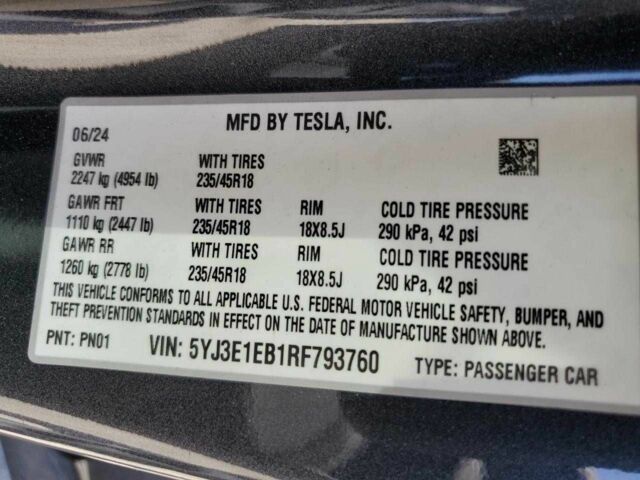 06/24 MFD BY TESLA, INC.
GVWR WITH TIRES
2247 kg (4954 lb) 235/45R18
GAWR FRT WITH TIRES RIM COLD TIRE PRESSURE
1110 kg (2447 lb) 235/45R18 18X8.5J 290 kPa, 42 psi
GAWR RR WITH TIRES RIM COLD TIRE PRESSURE
1260 kg (2778 lb) 235/45R18 18X8.5J 290 kPa, 42 psi
THIS VEHICLE CONFORMS TO ALL APPLICABLE U.S. FEDERAL MOTOR VEHICLE SAFETY, BUMPER, AND
THEFT PREVENTION STANDARDS IN EFFECT ON THE DATE OF MANUFACTURE SHOWN ABOVE.
PNT: PN01 VIN: 5YJ3E1EB1RF793760 TYPE: PASSENGER CAR